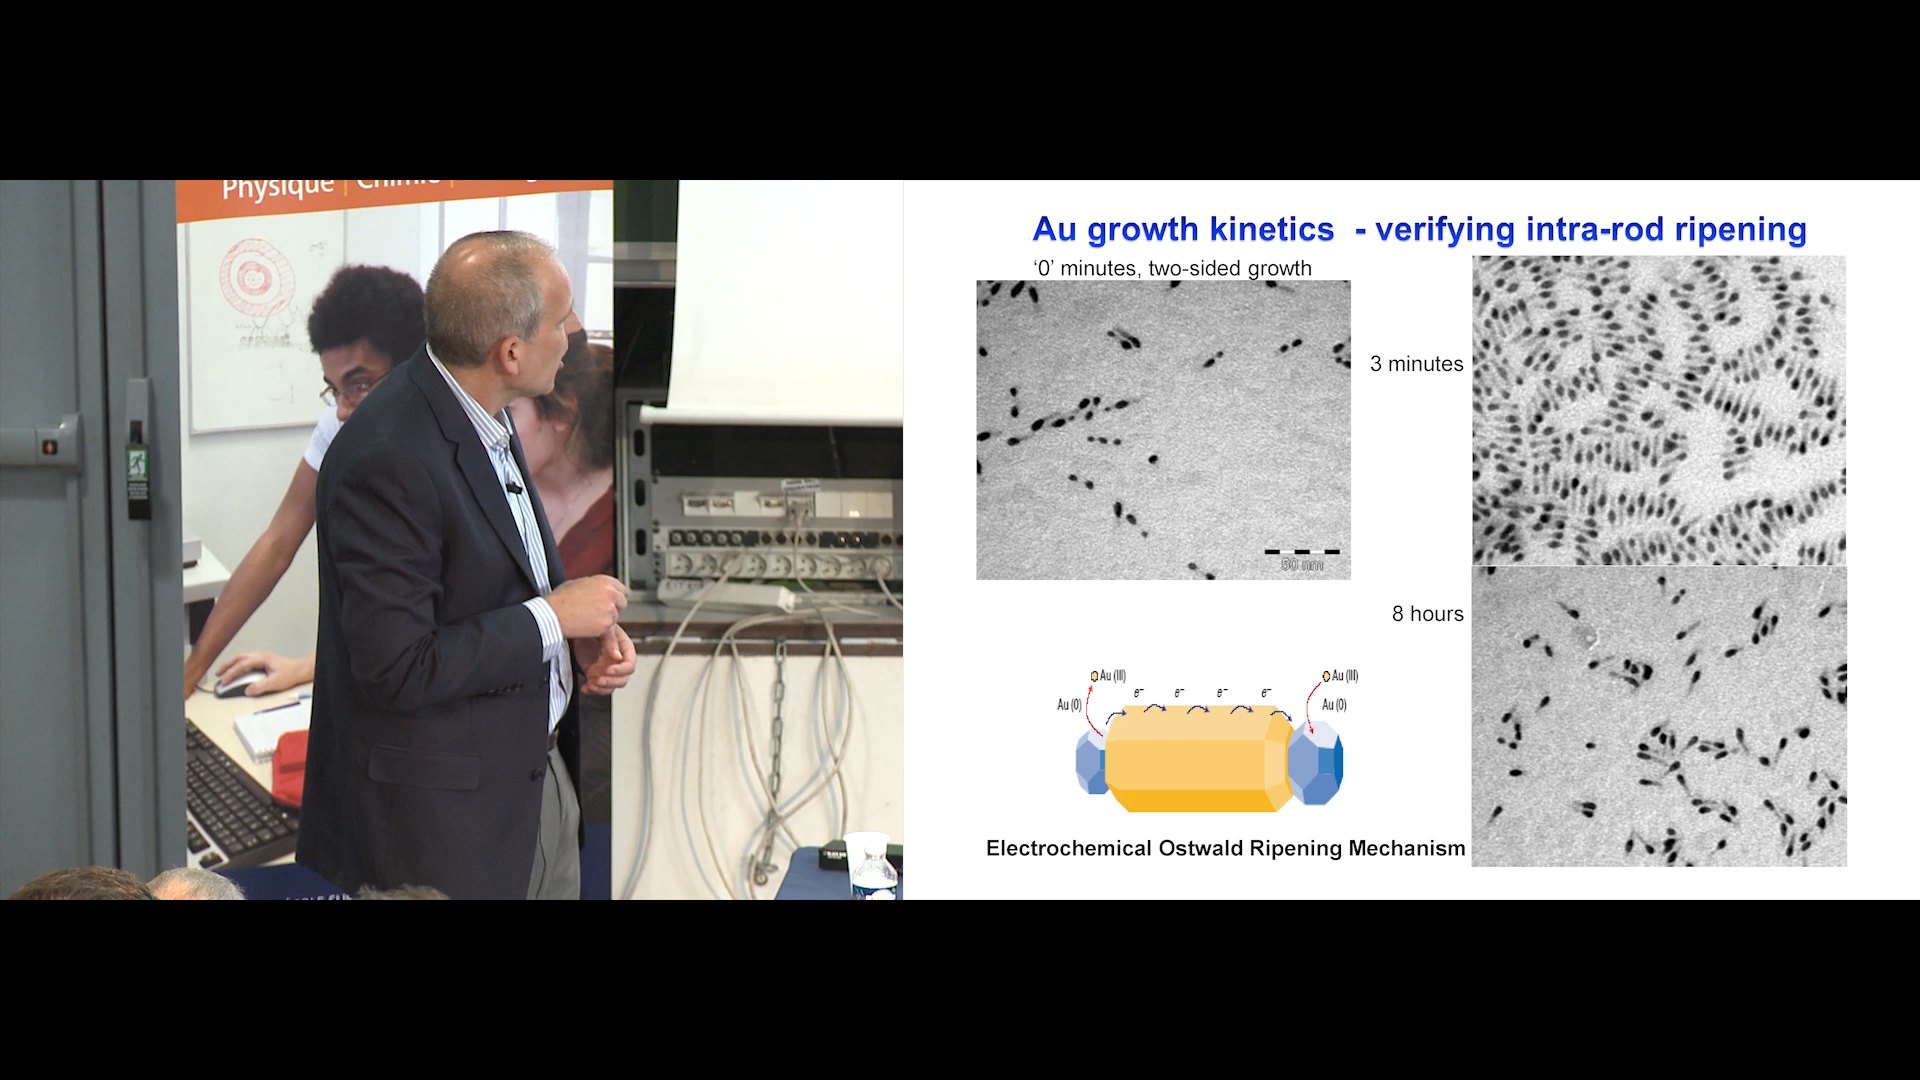 Physique | Chimie
Au growth kinetics - verifying intra-rod ripening
‘0’ minutes, two-sided growth
3 minutes
50 nm
8 hours
Au (III)
Au (III)
e⁻ e⁻ e⁻ e⁻
Au (0)
Au (0)
Electrochemical Ostwald Ripening Mechanism